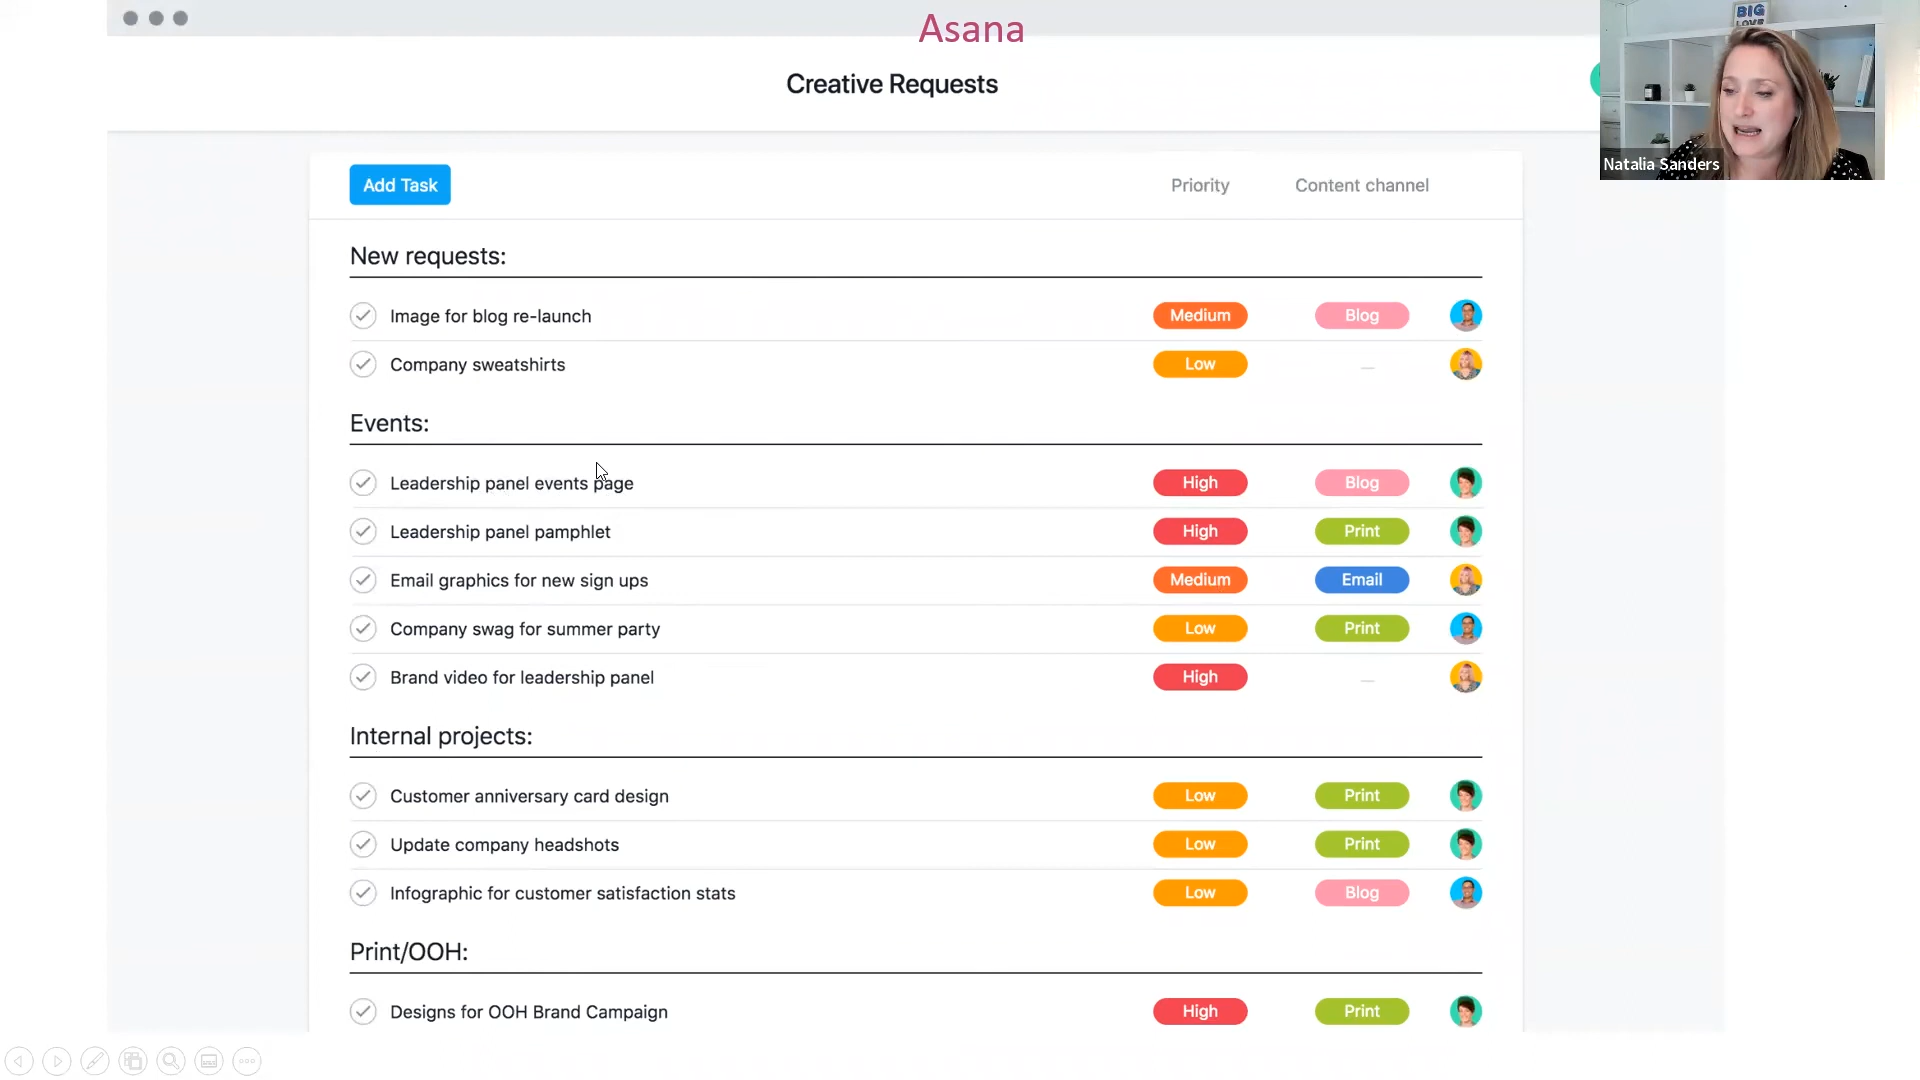 Asana
BIG
LOVE
Creative Requests
Natalia Sanders
Add Task Priority Content channel
New requests:
Image for blog re-launch Medium Blog
Company sweatshirts Low —
Events:
Leadership panel events page High Blog
Leadership panel pamphlet High Print
Email graphics for new sign ups Medium Email
Company swag for summer party Low Print
Brand video for leadership panel High —
Internal projects:
Customer anniversary card design Low Print
Update company headshots Low Print
Infographic for customer satisfaction stats Low Blog
Print/OOH:
Designs for OOH Brand Campaign High Print